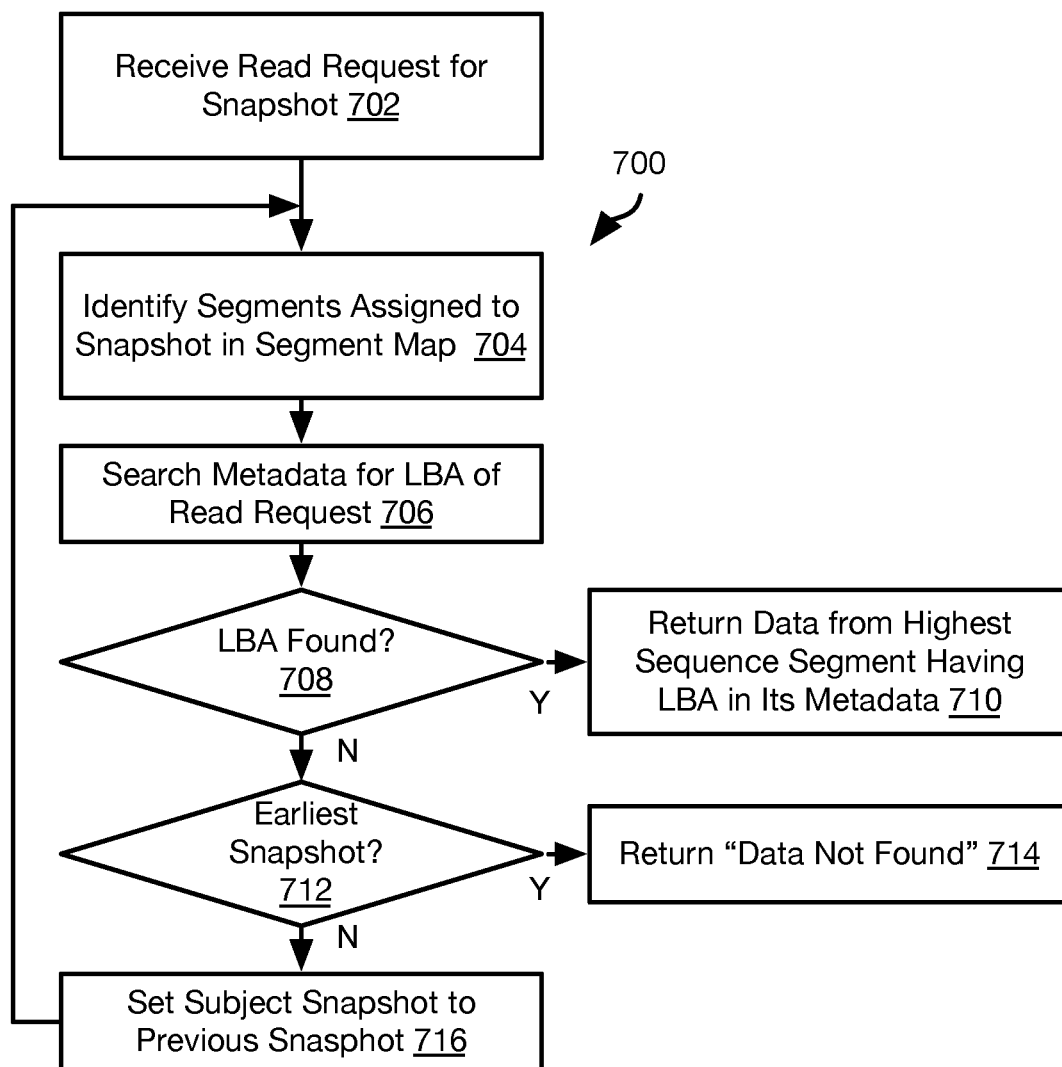 Receive Read Request for
Snapshot 702
700
Identify Segments Assigned to
Snapshot in Segment Map 704
Search Metadata for LBA of
Read Request 706
LBA Found?
708
Y
N
Return Data from Highest
Sequence Segment Having
LBA in Its Metadata 710
Earliest
Snapshot?
712
Y
N
Return “Data Not Found” 714
Set Subject Snapshot to
Previous Snasphot 716